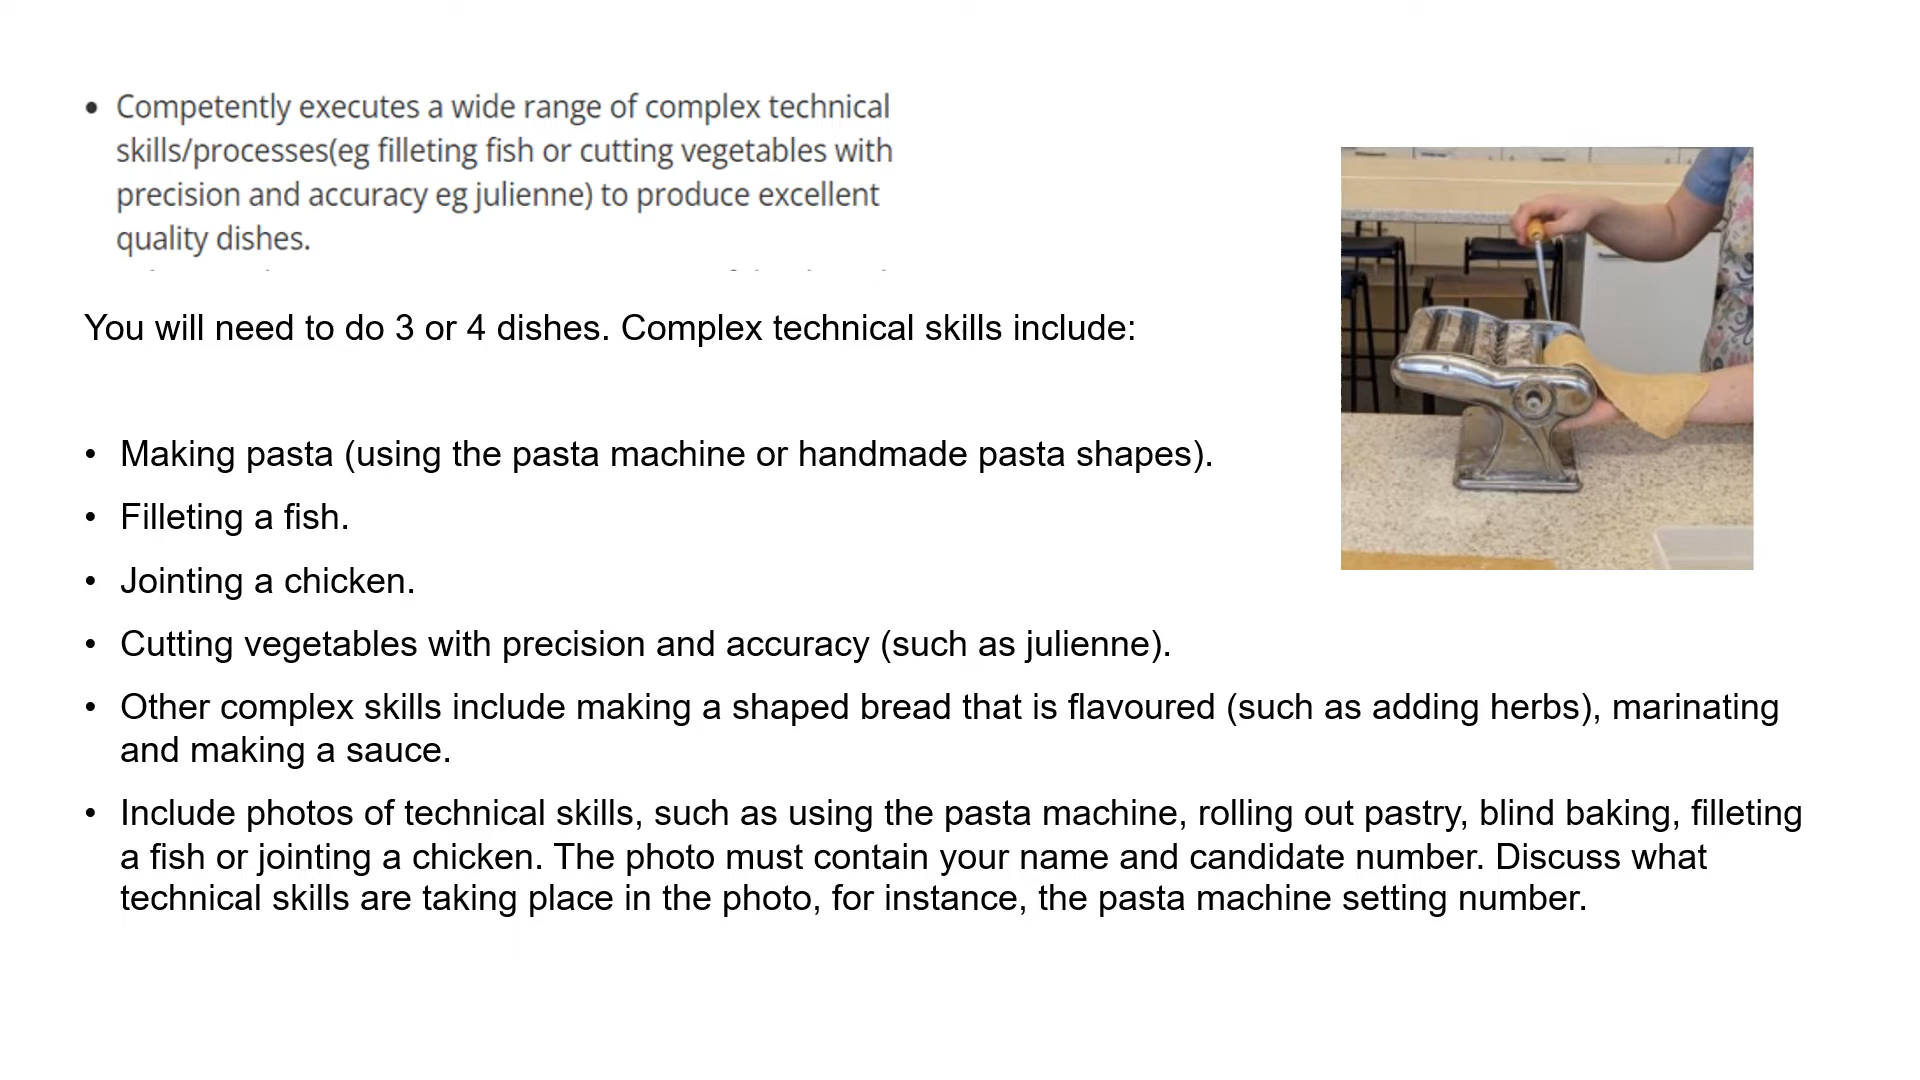 • Competently executes a wide range of complex technical
skills/processes(eg filleting fish or cutting vegetables with
precision and accuracy eg julienne) to produce excellent
quality dishes.
You will need to do 3 or 4 dishes. Complex technical skills include:
• Making pasta (using the pasta machine or handmade pasta shapes).
• Filleting a fish.
• Jointing a chicken.
• Cutting vegetables with precision and accuracy (such as julienne).
• Other complex skills include making a shaped bread that is flavoured (such as adding herbs), marinating
and making a sauce.
• Include photos of technical skills, such as using the pasta machine, rolling out pastry, blind baking, filleting
a fish or jointing a chicken. The photo must contain your name and candidate number. Discuss what
technical skills are taking place in the photo, for instance, the pasta machine setting number.